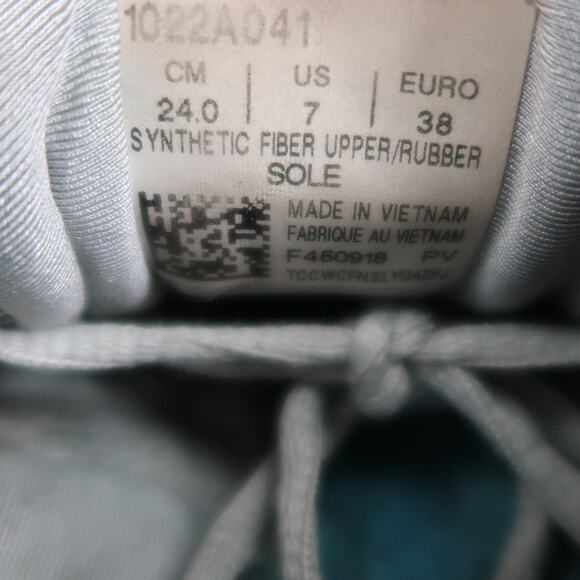 1022A041
CM | US | EURO
24.0 | 7 | 38
SYNTHETIC FIBER UPPER/RUBBER
SOLE
MADE IN VIETNAM
FABRIQUE AU VIETNAM
F450918 PV